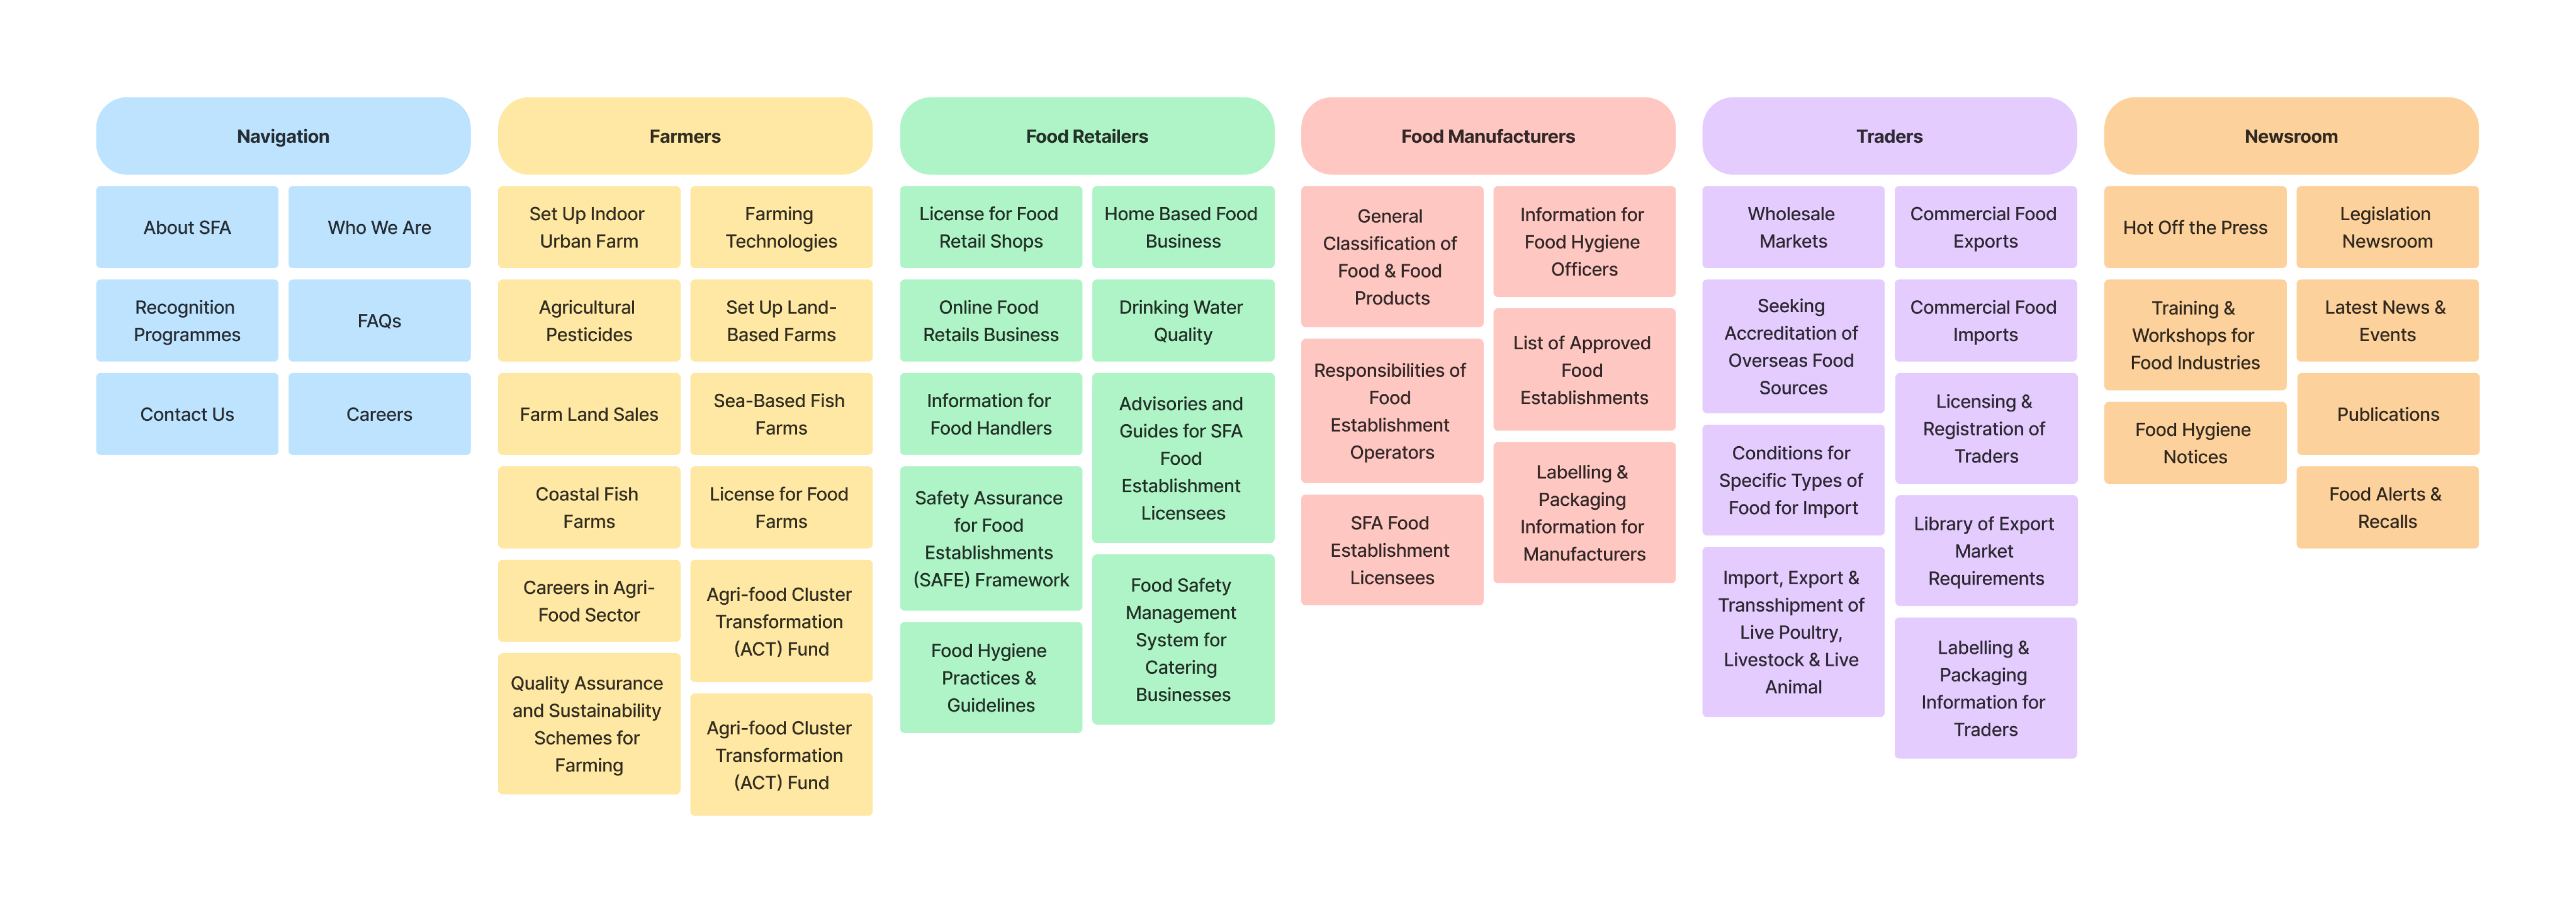 Navigation
About SFA
Who We Are
Recognition
Programmes
FAQs
Contact Us
Careers
Farmers
Set Up Indoor
Urban Farm
Farming
Technologies
Agricultural
Pesticides
Set Up Land-
Based Farms
Farm Land Sales
Sea-Based Fish
Farms
Coastal Fish
Farms
License for Food
Farms
Careers in Agri-
Food Sector
Agri-food Cluster
Transformation
(ACT) Fund
Quality Assurance
and Sustainability
Schemes for
Farming
Agri-food Cluster
Transformation
(ACT) Fund
Food Retailers
License for Food
Retail Shops
Home Based Food
Business
Online Food
Retails Business
Drinking Water
Quality
Information for
Food Handlers
Advisories and
Guides for SFA
Food
Establishment
Licensees
Safety Assurance
for Food
Establishments
(SAFE) Framework
Food Safety
Management
System for
Catering
Businesses
Food Hygiene
Practices &
Guidelines
Food Manufacturers
General
Classification of
Food & Food
Products
Information for
Food Hygiene
Officers
Responsibilities of
Food
Establishment
Operators
List of Approved
Food
Establishments
SFA Food
Establishment
Licensees
Labelling &
Packaging
Information for
Manufacturers
Traders
Wholesale
Markets
Commercial Food
Exports
Seeking
Accreditation of
Overseas Food
Sources
Commercial Food
Imports
Conditions for
Specific Types of
Food for Import
Licensing &
Registration of
Traders
Import, Export &
Transshipment of
Live Poultry,
Livestock & Live
Animal
Library of Export
Market
Requirements
Labelling &
Packaging
Information for
Traders
Newsroom
Hot Off the Press
Legislation
Newsroom
Training &
Workshops for
Food Industries
Latest News &
Events
Food Hygiene
Notices
Publications
Food Alerts &
Recalls